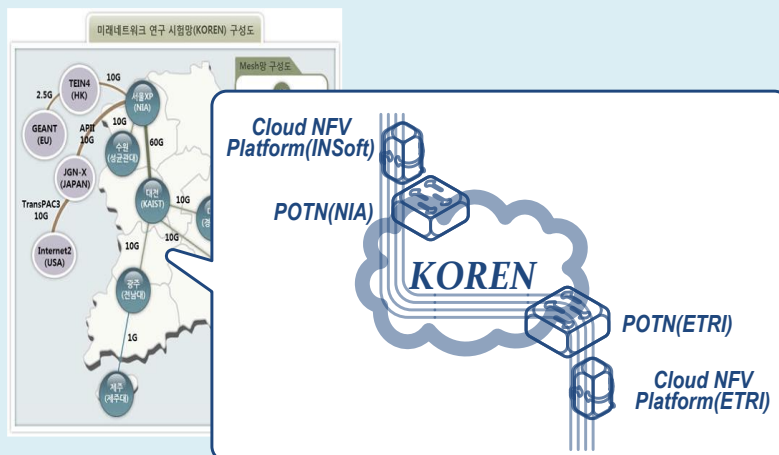 미래네트워크 연구 시험망(KOREN) 구성도
Mesh망 구성도
TEIN4
(HK)
10G
2.5G
GEANT
(EU)
APII
10G
서울XP
(NIA)
10G
수원
(성균관대)
60G
JGN-X
(JAPAN)
TransPAC3
10G
Internet2
(USA)
대전
(KAIST)
10G
10G
10G
광주
(전남대)
1G
제주
(제주대)
Cloud NFV
Platform(INSoft)
POTN(NIA)
KOREN
POTN(ETRI)
Cloud NFV
Platform(ETRI)